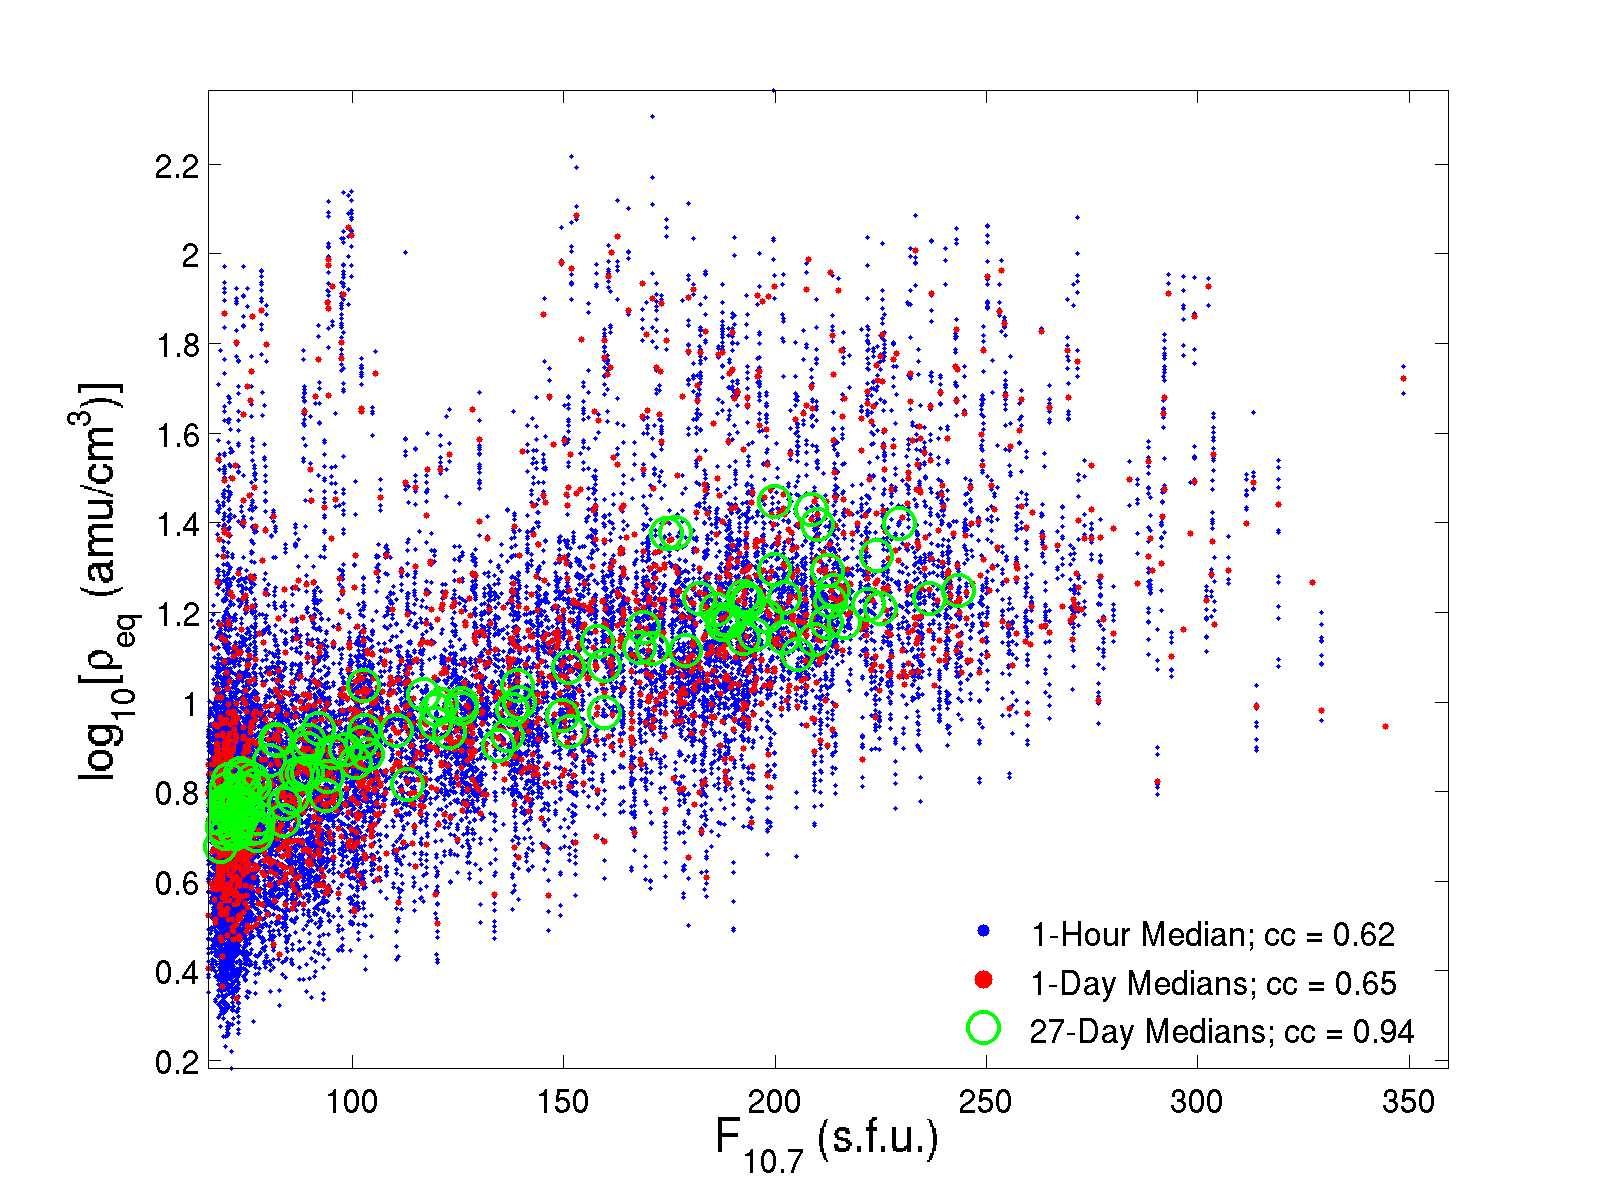 2.2
2
1.8
1.6
1.4
1.2
1
0.8
0.6
0.4
0.2
log10[ρeq (amu/cm3)]
1-Hour Median; cc = 0.62
1-Day Medians; cc = 0.65
27-Day Medians; cc = 0.94
100 150 200 250 300 350
F10.7 (s.f.u.)